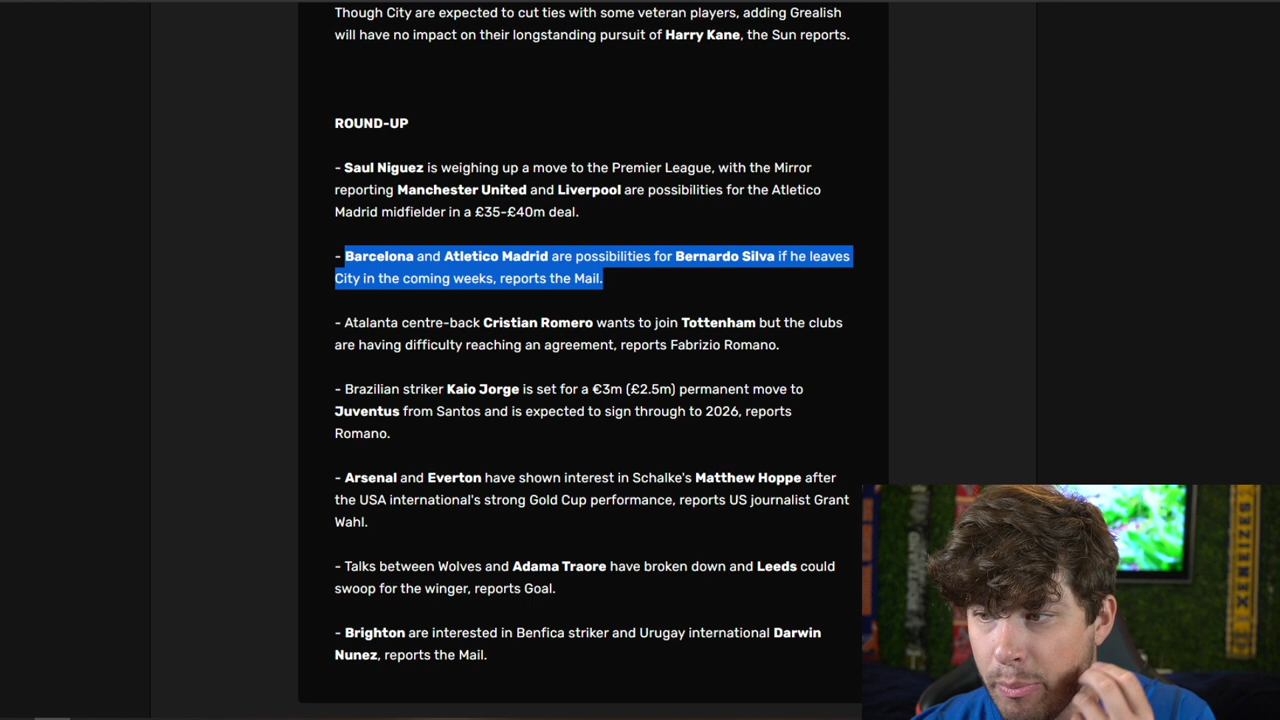 Though City are expected to cut ties with some veteran players, adding Grealish
will have no impact on their longstanding pursuit of Harry Kane, the Sun reports.
ROUND-UP
- Saul Niguez is weighing up a move to the Premier League, with the Mirror
reporting Manchester United and Liverpool are possibilities for the Atletico
Madrid midfielder in a £35-£40m deal.
- Barcelona and Atletico Madrid are possibilities for Bernardo Silva if he leaves
City in the coming weeks, reports the Mail.
- Atalanta centre-back Cristian Romero wants to join Tottenham but the clubs
are having difficulty reaching an agreement, reports Fabrizio Romano.
- Brazilian striker Kaio Jorge is set for a €3m (£2.5m) permanent move to
Juventus from Santos and is expected to sign through to 2026, reports
Romano.
- Arsenal and Everton have shown interest in Schalke's Matthew Hoppe after
the USA international's strong Gold Cup performance, reports US journalist Grant
Wahl.
- Talks between Wolves and Adama Traore have broken down and Leeds could
swoop for the winger, reports Goal.
- Brighton are interested in Benfica striker and Urugay international Darwin
Nunez, reports the Mail.
XENEIZES